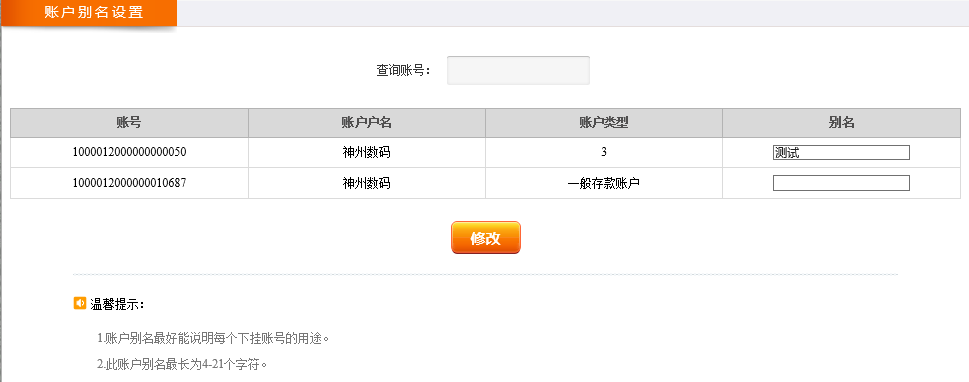 账户别名设置
查询账号：
账号 账户户名 账户类型 别名
1000012000000000050 神州数码 3 测试
1000012000000010687 神州数码 一般存款账户
修改
温馨提示：
1.账户别名最好能说明每个下挂账号的用途。
2.此账户别名最长为4-21个字符。